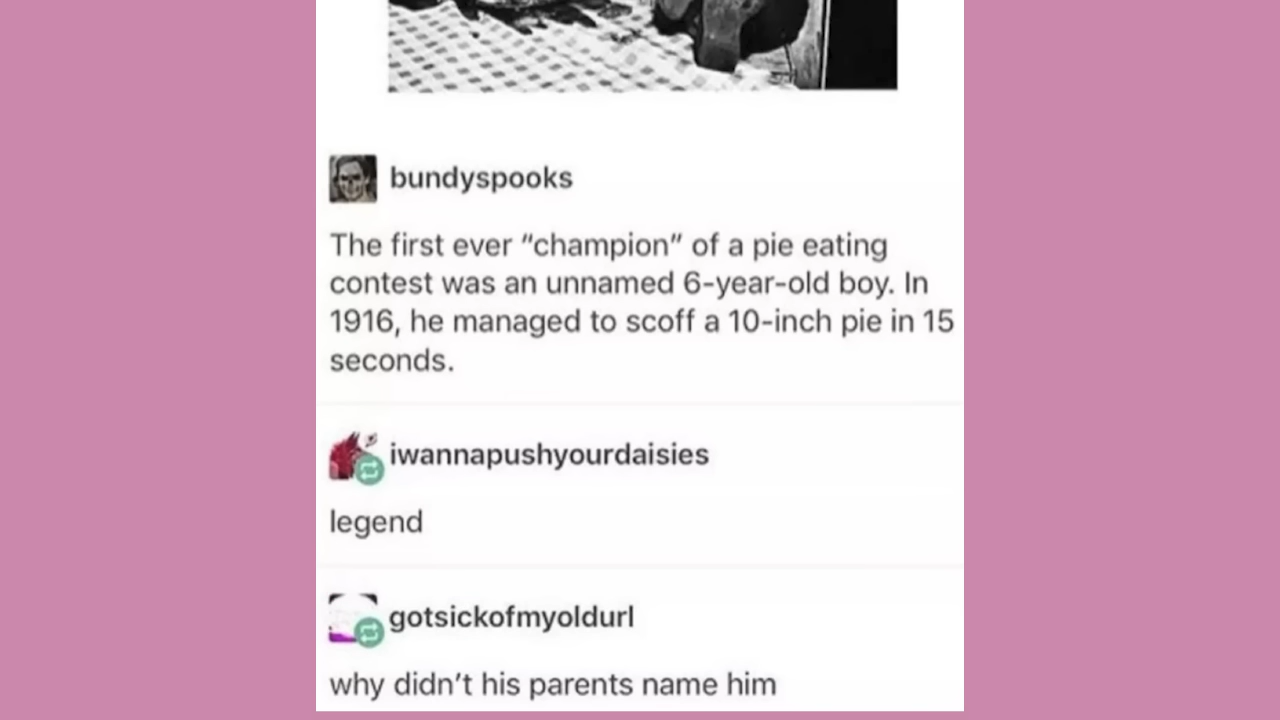 bundyspooks
The first ever “champion” of a pie eating
contest was an unnamed 6-year-old boy. In
1916, he managed to scoff a 10-inch pie in 15
seconds.
iwannapushyourdaisies
legend
gotsickofmyoldurl
why didn’t his parents name him